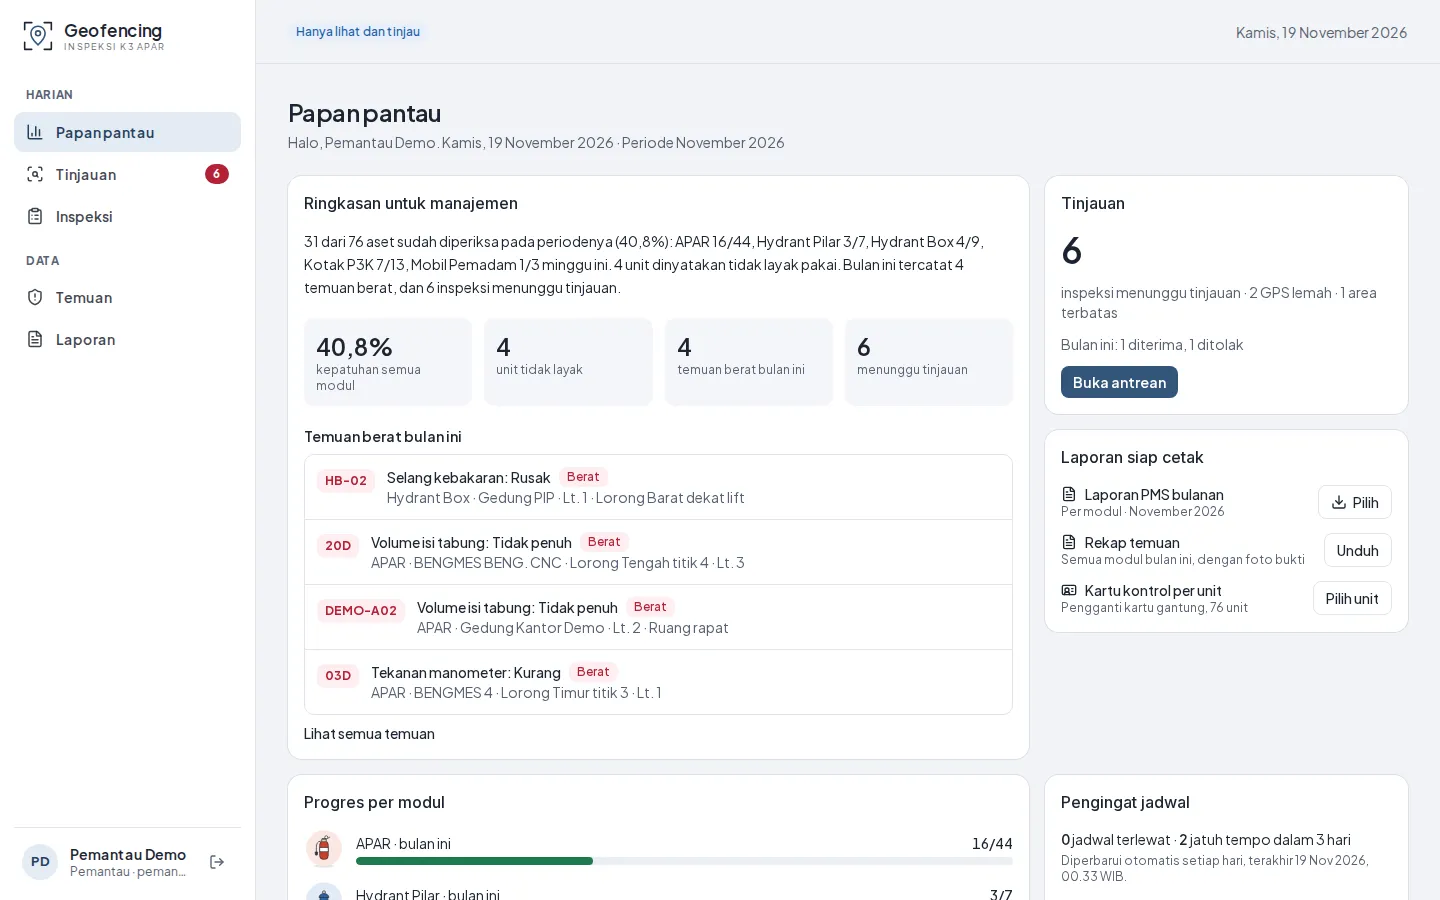 Geofencing
INSPEKSI K3 APAR
HARIAN
Papan pantau
Tinjauan
6
Inspeksi
DATA
Temuan
Laporan
PD
Pemantau Demo
Pemantau · peman...
Hanya lihat dan tinjau
Kamis, 19 November 2026
Papan pantau
Halo, Pemantau Demo. Kamis, 19 November 2026 · Periode November 2026
Ringkasan untuk manajemen
31 dari 76 aset sudah diperiksa pada periodenya (40,8%): APAR 16/44, Hydrant Pilar 3/7, Hydrant Box 4/9,
Kotak P3K 7/13, Mobil Pemadam 1/3 minggu ini. 4 unit dinyatakan tidak layak pakai. Bulan ini tercatat 4
temuan berat, dan 6 inspeksi menunggu tinjauan.
40,8%
kepatuhan semua
modul
4
unit tidak layak
4
temuan berat bulan ini
6
menunggu tinjauan
Temuan berat bulan ini
HB-02
Selang kebakaran: Rusak
Berat
Hydrant Box · Gedung PIP · Lt. 1 · Lorong Barat dekat lift
20D
Volume isi tabung: Tidak penuh
Berat
APAR · BENGMES BENG. CNC · Lorong Tengah titik 4 · Lt. 3
DEMO-A02
Volume isi tabung: Tidak penuh
Berat
APAR · Gedung Kantor Demo · Lt. 2 · Ruang rapat
03D
Tekanan manometer: Kurang
Berat
APAR · BENGMES 4 · Lorong Timur titik 3 · Lt. 1
Lihat semua temuan
Tinjauan
6
inspeksi menunggu tinjauan · 2 GPS lemah · 1 area
terbatas
Bulan ini: 1 diterima, 1 ditolak
Buka antrean
Laporan siap cetak
Laporan PMS bulanan
Per modul · November 2026
Pilih
Rekap temuan
Semua modul bulan ini, dengan foto bukti
Unduh
Kartu kontrol per unit
Pengganti kartu gantung, 76 unit
Pilih unit
Progres per modul
APAR · bulan ini
16/44
Hydrant Pilar · bulan ini
3/7
Pengingat jadwal
0 jadwal terlewat · 2 jatuh tempo dalam 3 hari
Diperbarui otomatis setiap hari, terakhir 19 Nov 2026,
00.33 WIB.